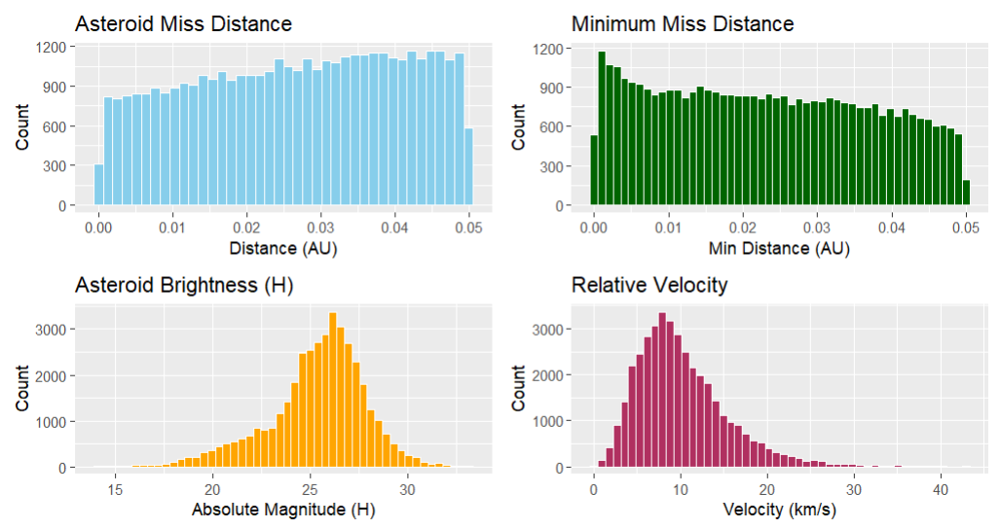 Asteroid Miss Distance
1200
900
600
300
0
Count
0.00 0.01 0.02 0.03 0.04 0.05
Distance (AU)
Minimum Miss Distance
1200
900
600
300
0
Count
0.00 0.01 0.02 0.03 0.04 0.05
Min Distance (AU)
Asteroid Brightness (H)
3000
2000
1000
0
Count
15 20 25 30
Absolute Magnitude (H)
Relative Velocity
3000
2000
1000
0
Count
0 10 20 30 40
Velocity (km/s)